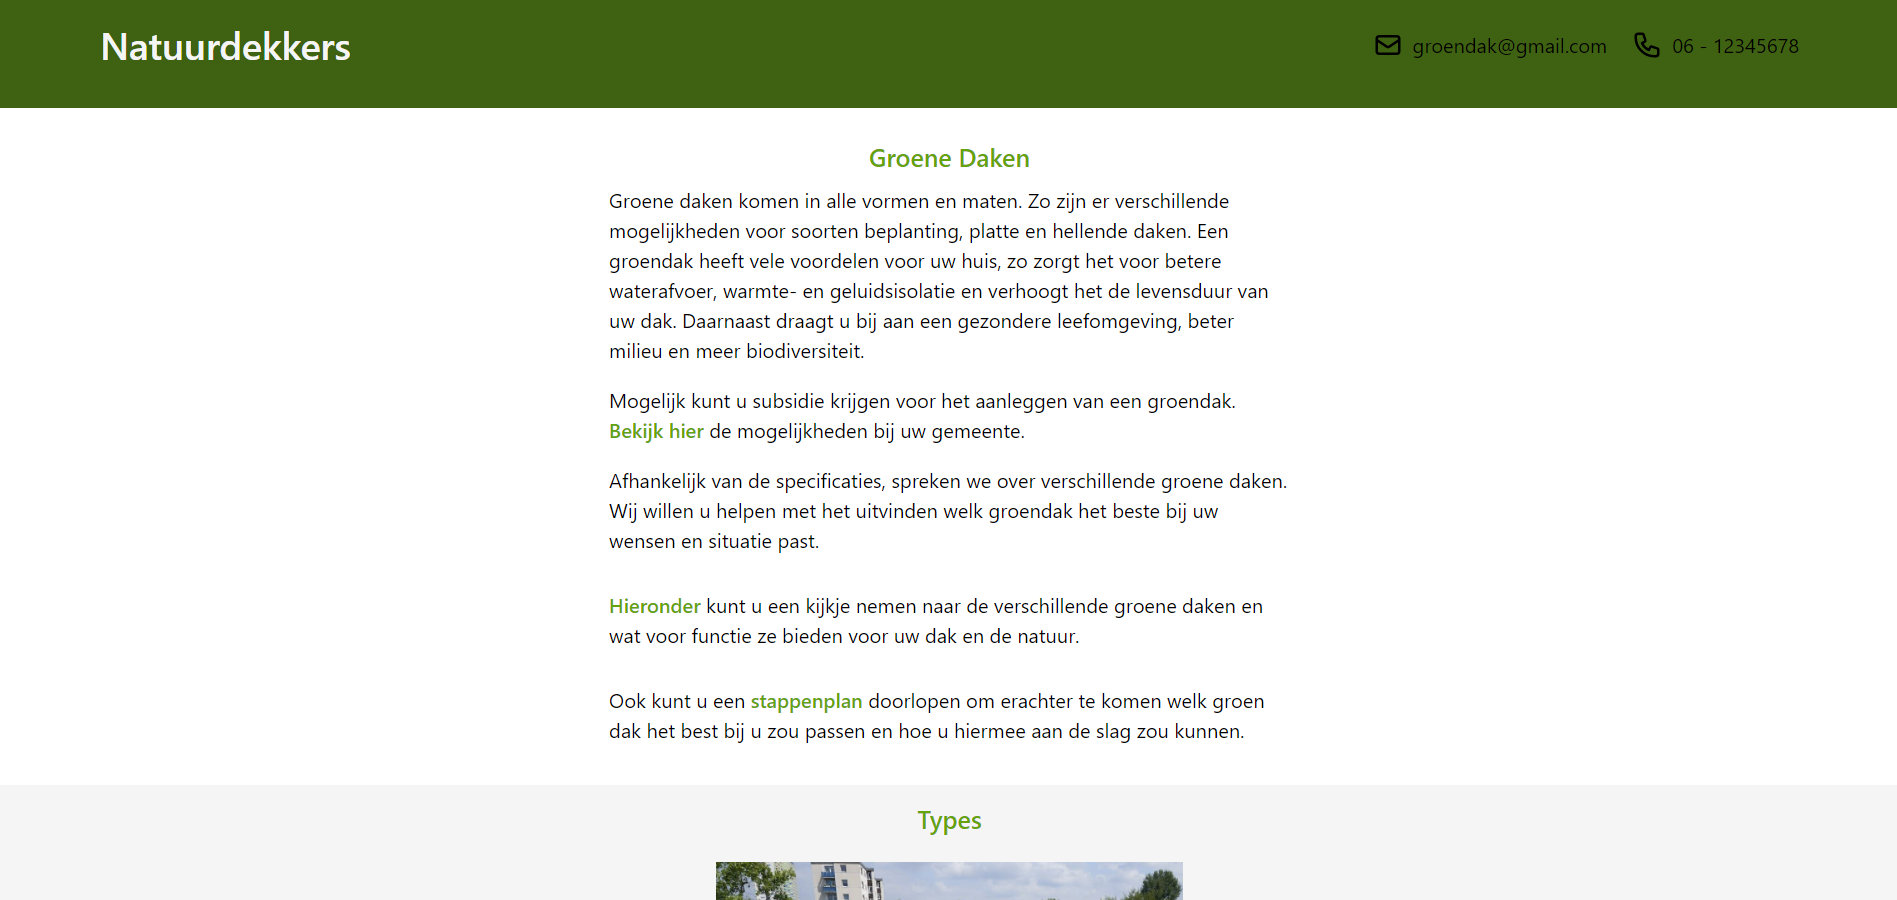 Natuurdekkers
groendak@gmail.com
06 - 12345678
Groene Daken
Groene daken komen in alle vormen en maten. Zo zijn er verschillende
mogelijkheden voor soorten beplanting, platte en hellende daken. Een
groendak heeft vele voordelen voor uw huis, zo zorgt het voor betere
waterafvoer, warmte- en geluidsisolatie en verhoogt het de levensduur van
uw dak. Daarnaast draagt u bij aan een gezondere leefomgeving, beter
milieu en meer biodiversiteit.
Mogelijk kunt u subsidie krijgen voor het aanleggen van een groendak.
Bekijk hier de mogelijkheden bij uw gemeente.
Afhankelijk van de specificaties, spreken we over verschillende groene daken.
Wij willen u helpen met het uitvinden welk groendak het beste bij uw
wensen en situatie past.
Hieronder kunt u een kijkje nemen naar de verschillende groene daken en
wat voor functie ze bieden voor uw dak en de natuur.
Ook kunt u een stappenplan doorlopen om erachter te komen welk groen
dak het best bij u zou passen en hoe u hiermee aan de slag zou kunnen.
Types